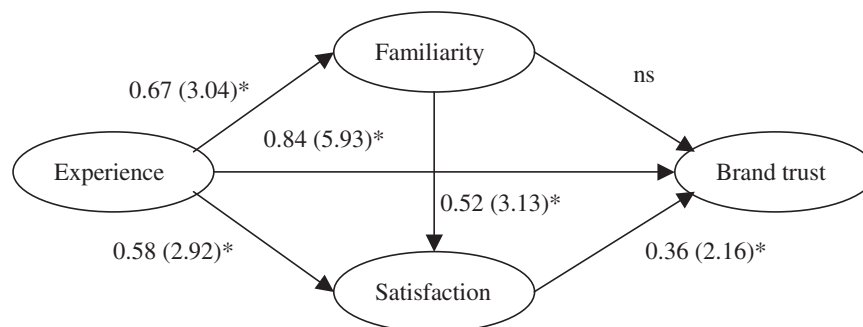 Familiarity
ns
0.67 (3.04)*
0.84 (5.93)*
Experience
Brand trust
0.52 (3.13)*
0.58 (2.92)*
0.36 (2.16)*
Satisfaction